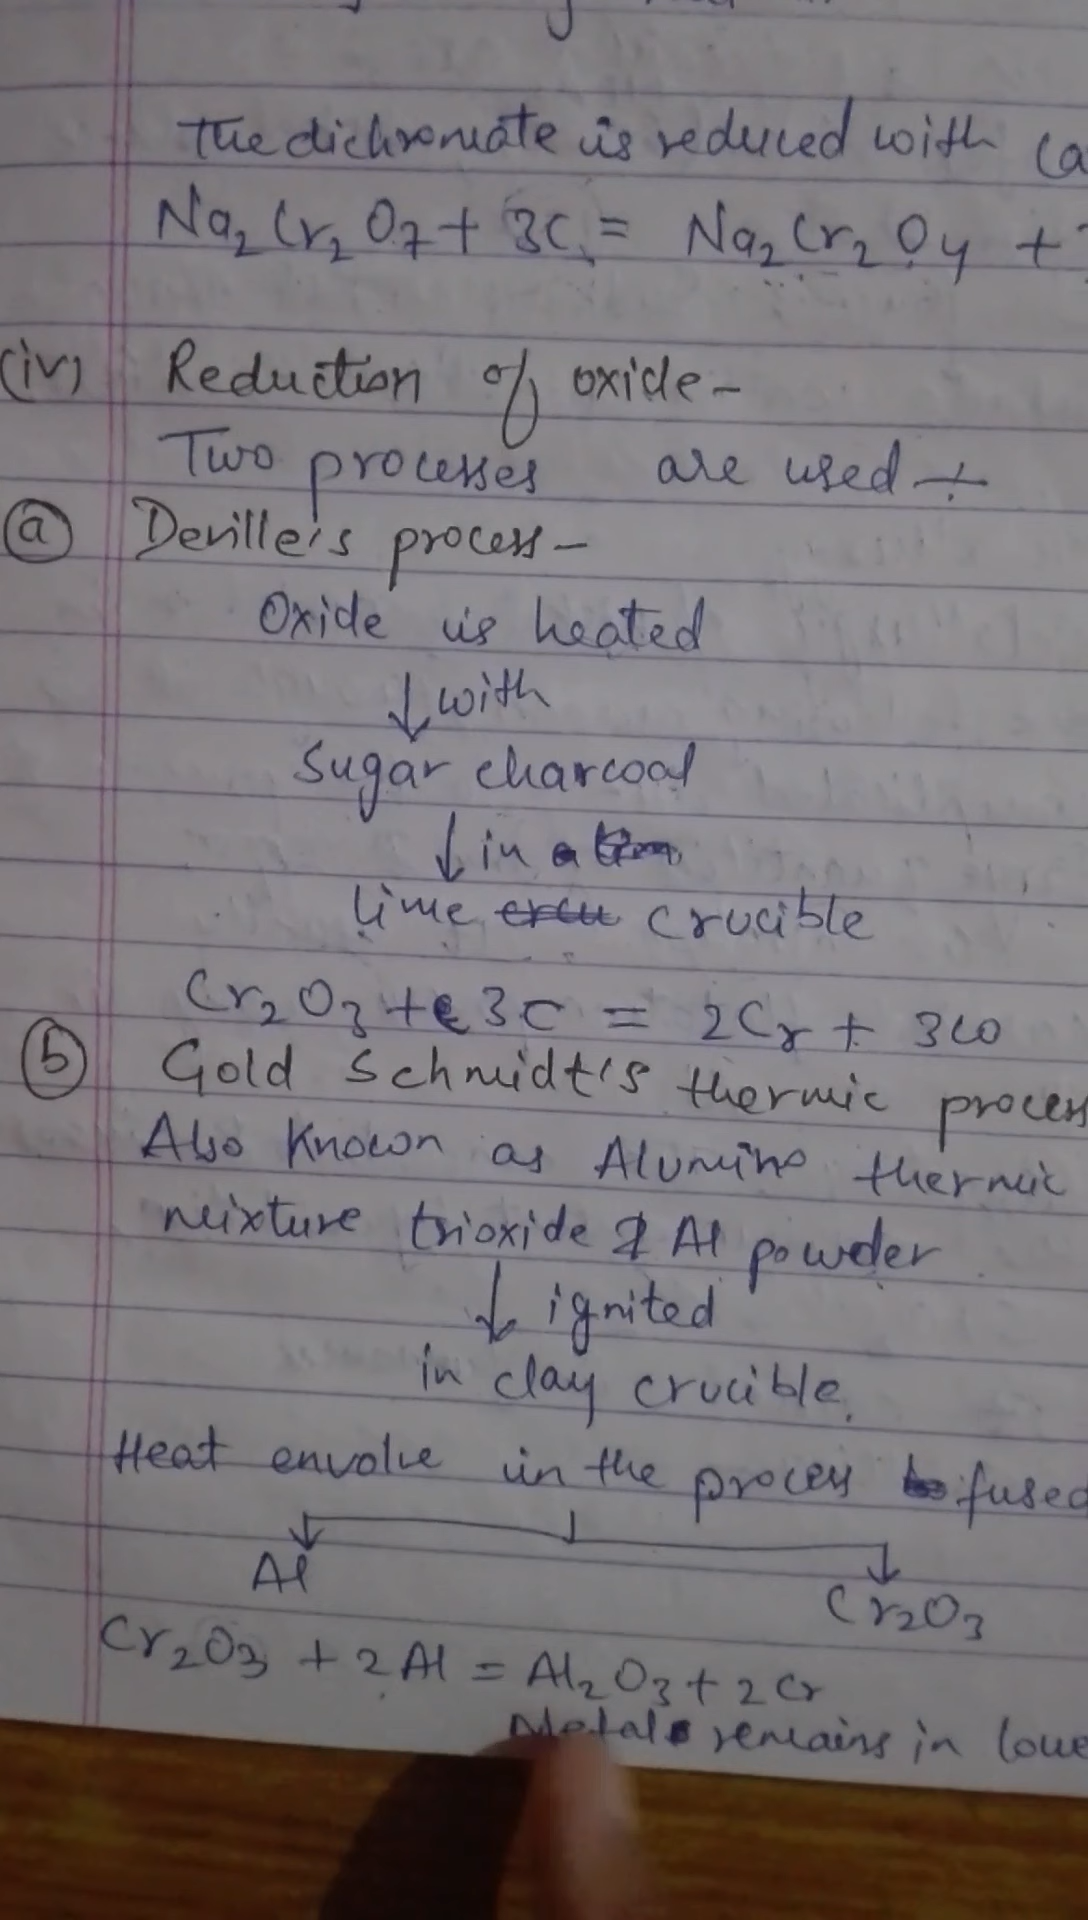 The dichromate is reduced with ca
Na₂Cr₂O₇ + 3C = Na₂Cr₂O₄ +
(iv) Reduction of oxide -
Two processes are used ÷
(a) Deville's process -
Oxide is heated
↓ with
Sugar charcoal
↓ in a
lime crucible
Cr₂O₃ + 3C = 2Cr + 3CO
(b) Gold Schmidt's thermic process
Also Known as Alumino thermic
mixture trioxide & Al powder
↓ ignited
in clay crucible.
Heat envolve in the process fused
Al Cr₂O₃
Cr₂O₃ + 2Al = Al₂O₃ + 2Cr
Metal remains in lowe